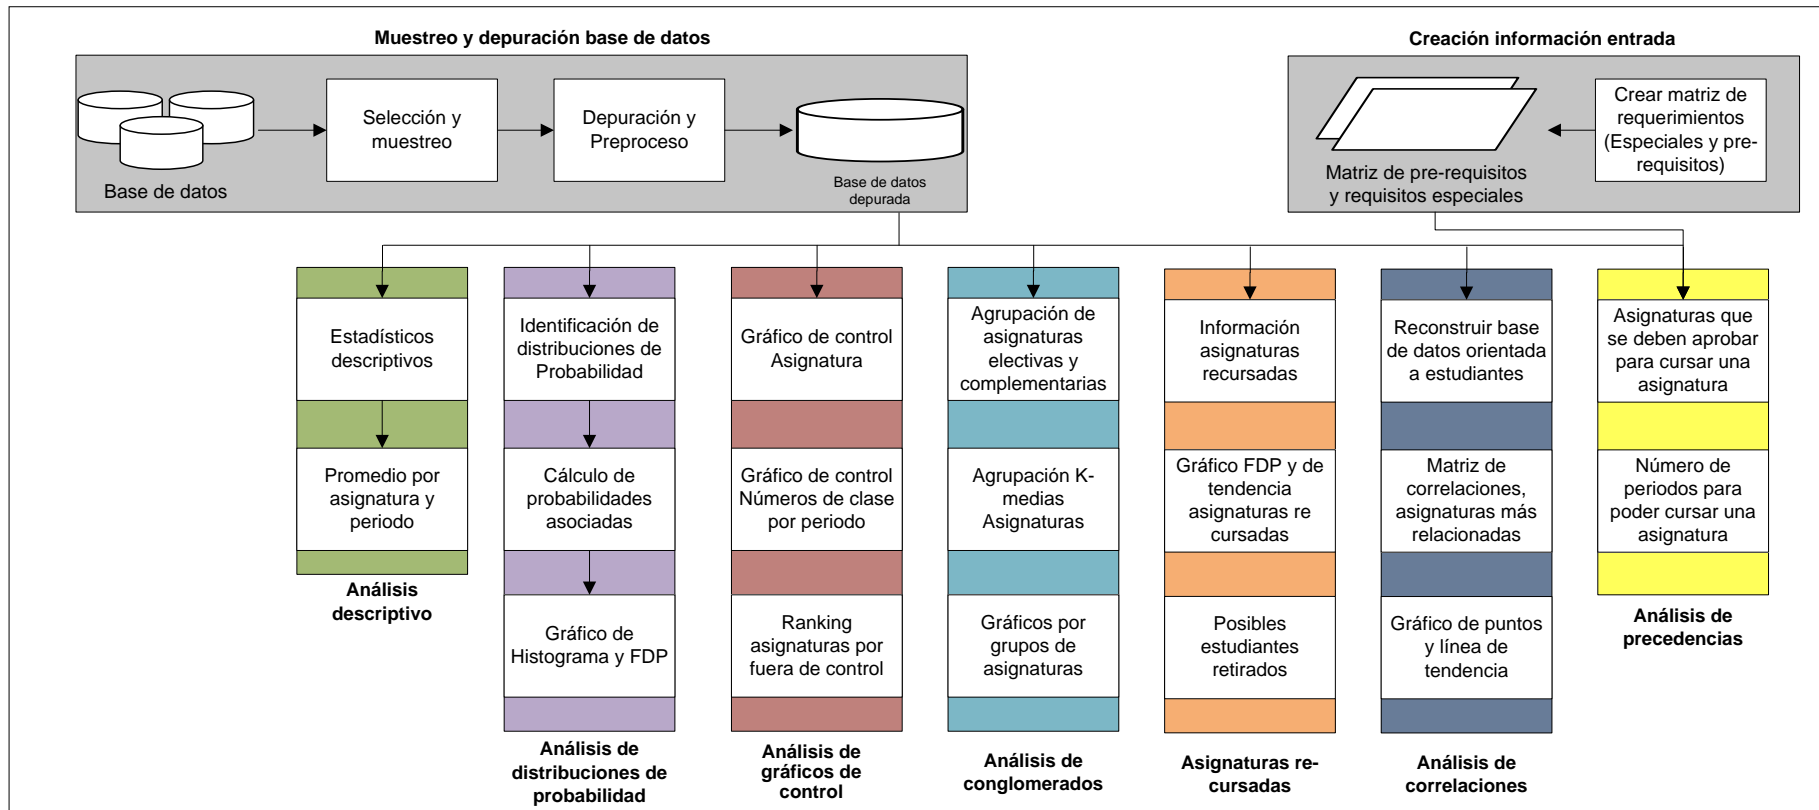 Muestreo y depuración base de datos
Base de datos
Selección y
muestreo
Depuración y
Preproceso
Base de datos
depurada
Creación información entrada
Matriz de pre-requisitos
y requisitos especiales
Crear matriz de
requerimientos
(Especiales y pre-
requisitos)
Estadísticos
descriptivos
Promedio por
asignatura y
periodo
Análisis
descriptivo
Identificación de
distribuciones de
Probabilidad
Cálculo de
probabilidades
asociadas
Gráfico de
Histograma y FDP
Análisis de
distribuciones de
probabilidad
Gráfico de control
Asignatura
Gráfico de control
Números de clase
por periodo
Ranking
asignaturas por
fuera de control
Análisis de
gráficos de
control
Agrupación de
asignaturas
electivas y
complementarias
Agrupación K-
medias
Asignaturas
Gráficos por
grupos de
asignaturas
Análisis de
conglomerados
Información
asignaturas
recursadas
Gráfico FDP y de
tendencia
asignaturas re
cursadas
Posibles
estudiantes
retirados
Asignaturas re-
cursadas
Reconstruir base
de datos orientada
a estudiantes
Matriz de
correlaciones,
asignaturas más
relacionadas
Gráfico de puntos
y línea de
tendencia
Análisis de
correlaciones
Asignaturas que
se deben aprobar
para cursar una
asignatura
Número de
periodos para
poder cursar una
asignatura
Análisis de
precedencias